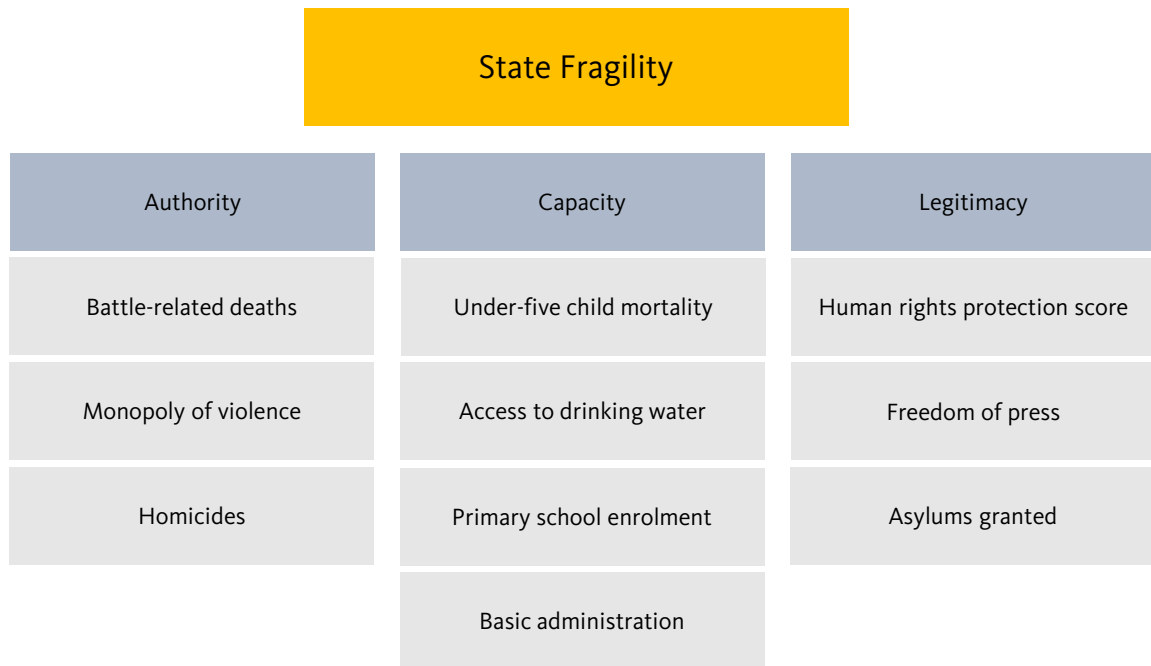 State Fragility
Authority
Capacity
Legitimacy
Battle-related deaths
Under-five child mortality
Human rights protection score
Monopoly of violence
Access to drinking water
Freedom of press
Homicides
Primary school enrolment
Asylums granted
Basic administration